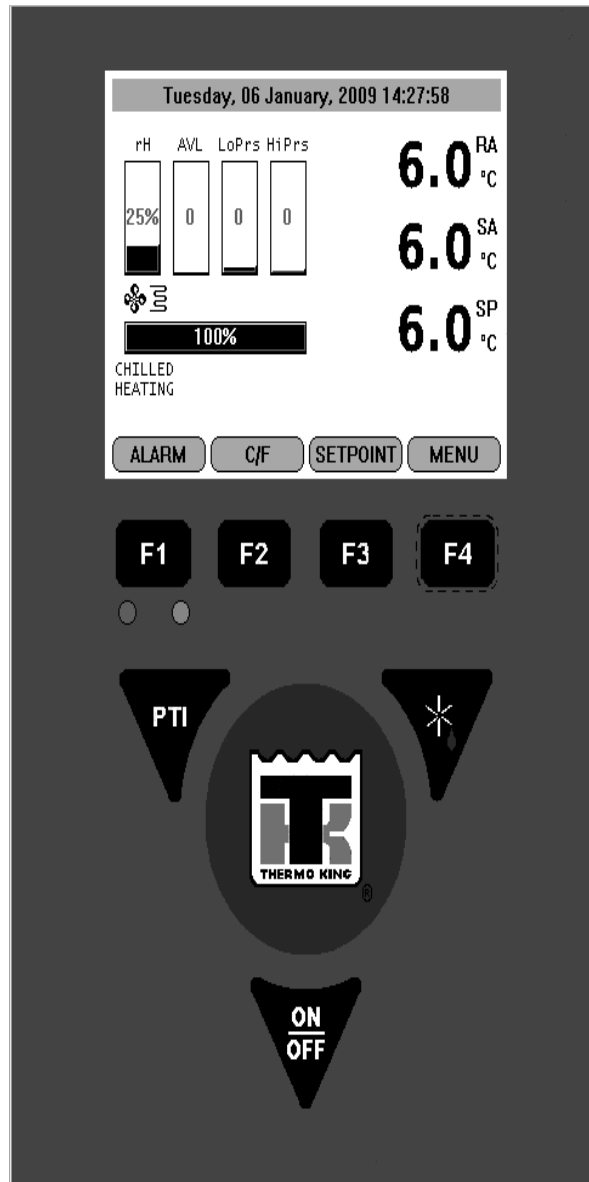 Tuesday, 06 January, 2009 14:27:58
rH AVL LoPrs HiPrs
25% 0 0 0
6.0 RA °C
6.0 SA °C
6.0 SP °C
100%
CHILLED
HEATING
ALARM C/F SETPOINT MENU
F1 F2 F3 F4
PTI
TK
THERMO KING
®
ON
OFF